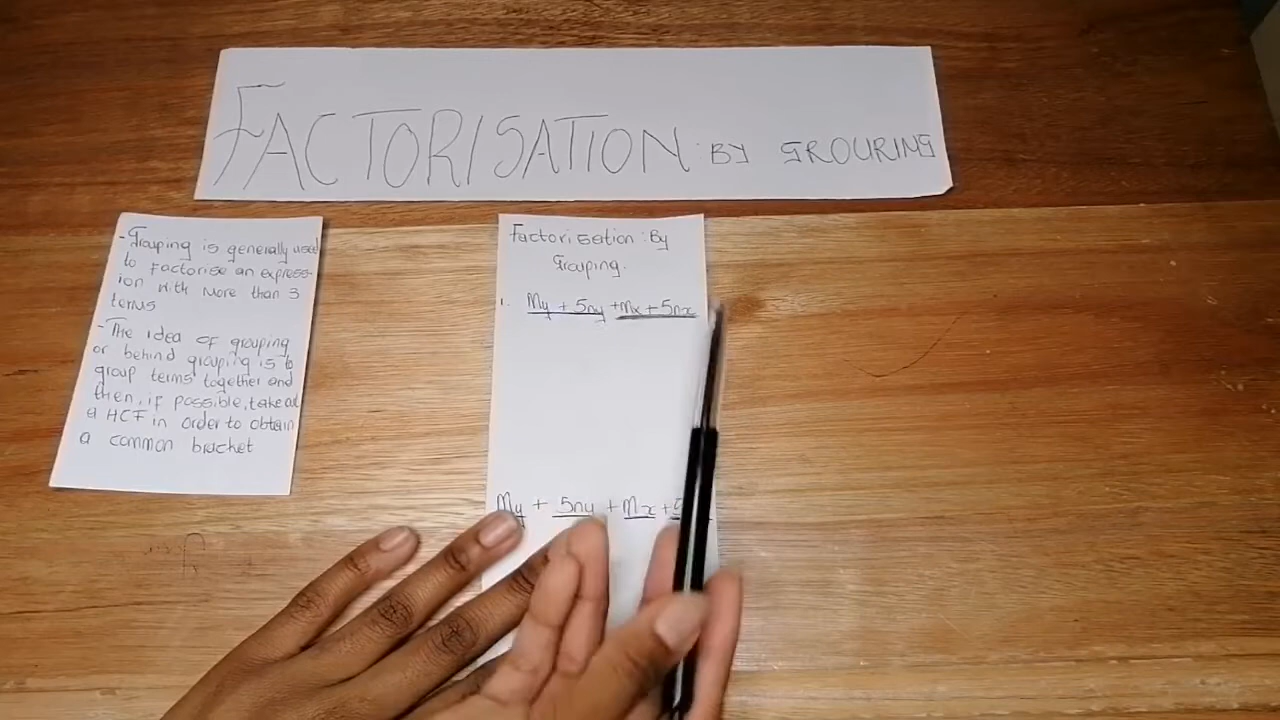 FACTORISATION: BY GROURING
- Grouping is generally used
to Factorise an express-
ion with More than 3
terms
- The idea of grouping
or behind grouping is to
group terms together and
then, if possible, take out
a HCF in order to obtain
a common bracket
Factorisation: By
Grouping.
1. My + 5ny + Mx + 5nx
My + 5ny + Mx +